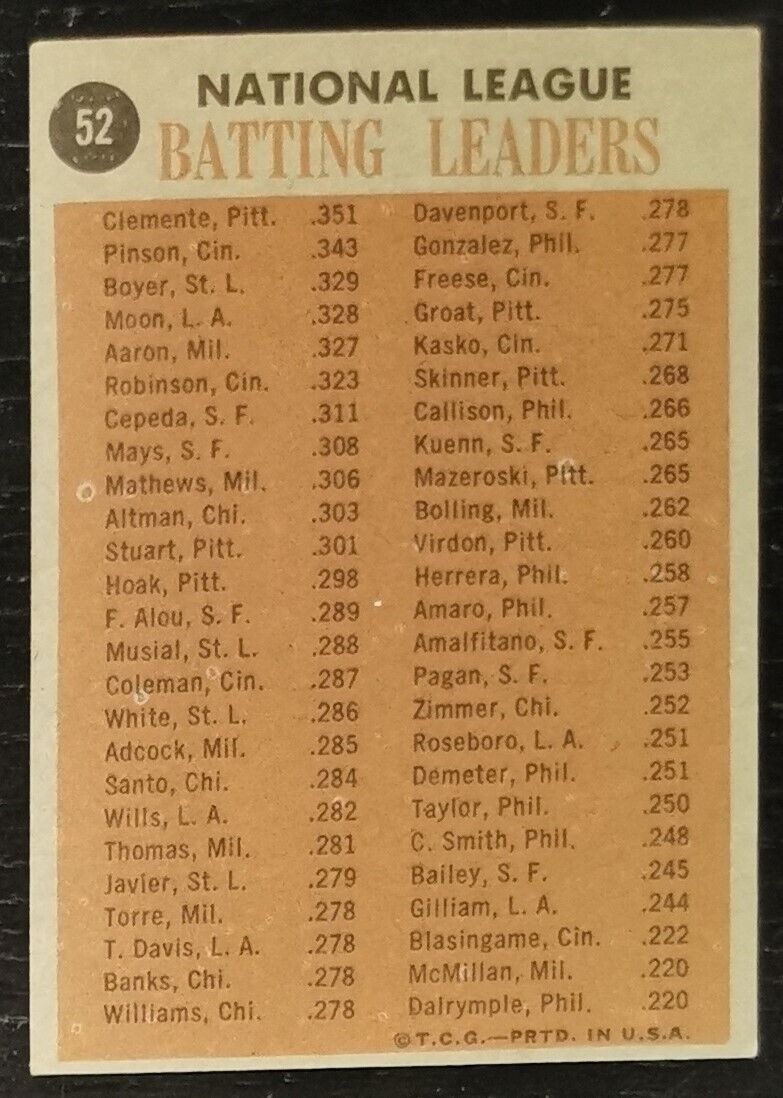 52
NATIONAL LEAGUE
BATTING LEADERS
Clemente, Pitt. .351
Pinson, Cin. .343
Boyer, St. L. .329
Moon, L. A. .328
Aaron, Mil. .327
Robinson, Cin. .323
Cepeda, S. F. .311
Mays, S. F. .308
Mathews, Mil. .306
Altman, Chi. .303
Stuart, Pitt. .301
Hoak, Pitt. .298
F. Alou, S. F. .289
Musial, St. L. .288
Coleman, Cin. .287
White, St. L. .286
Adcock, Mil. .285
Santo, Chi. .284
Wills, L. A. .282
Thomas, Mil. .281
Javier, St. L. .279
Torre, Mil. .278
T. Davis, L. A. .278
Banks, Chi. .278
Williams, Chi. .278
Davenport, S. F. .278
Gonzalez, Phil. .277
Freese, Cin. .277
Groat, Pitt. .275
Kasko, Cin. .271
Skinner, Pitt. .268
Callison, Phil. .266
Kuenn, S. F. .265
Mazeroski, Pitt. .265
Bolling, Mil. .262
Virdon, Pitt. .260
Herrera, Phil. .258
Amaro, Phil. .257
Amalfitano, S. F. .255
Pagan, S. F. .253
Zimmer, Chi. .252
Roseboro, L. A. .251
Demeter, Phil. .251
Taylor, Phil. .250
C. Smith, Phil. .248
Bailey, S. F. .245
Gilliam, L. A. .244
Blasingame, Cin. .222
McMillan, Mil. .220
Dalrymple, Phil. .220
©T.C.G.—PRTD. IN U.S.A.